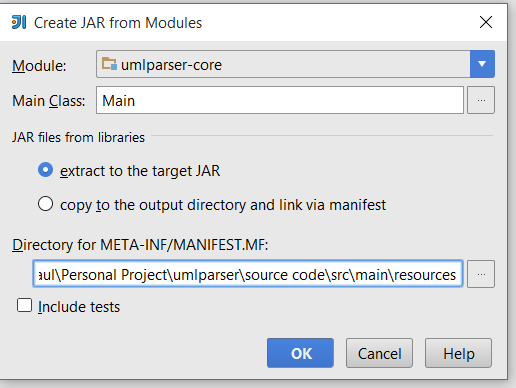 Create JAR from Modules
Module: umlparser-core
Main Class: Main ...
JAR files from libraries
extract to the target JAR
copy to the output directory and link via manifest
Directory for META-INF/MANIFEST.MF:
aul\Personal Project\umlparser\source code\src\main\resources ...
Include tests
OK Cancel Help